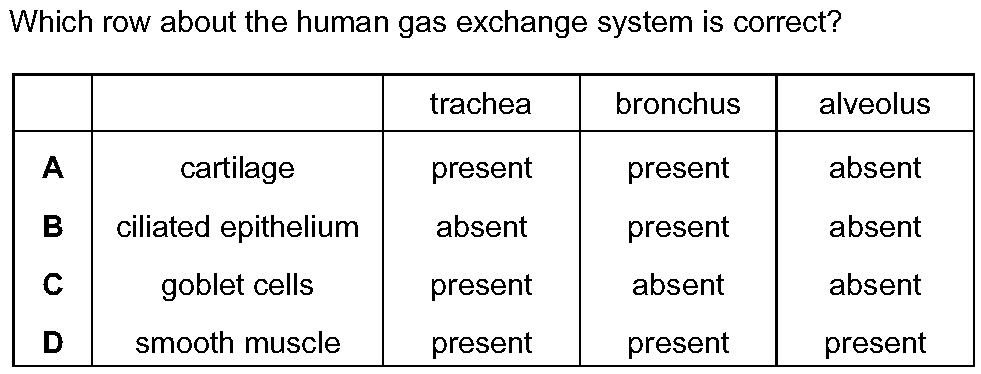 Which row about the human gas exchange system is correct?
trachea bronchus alveolus
A cartilage present present absent
B ciliated epithelium absent present absent
C goblet cells present absent absent
D smooth muscle present present present